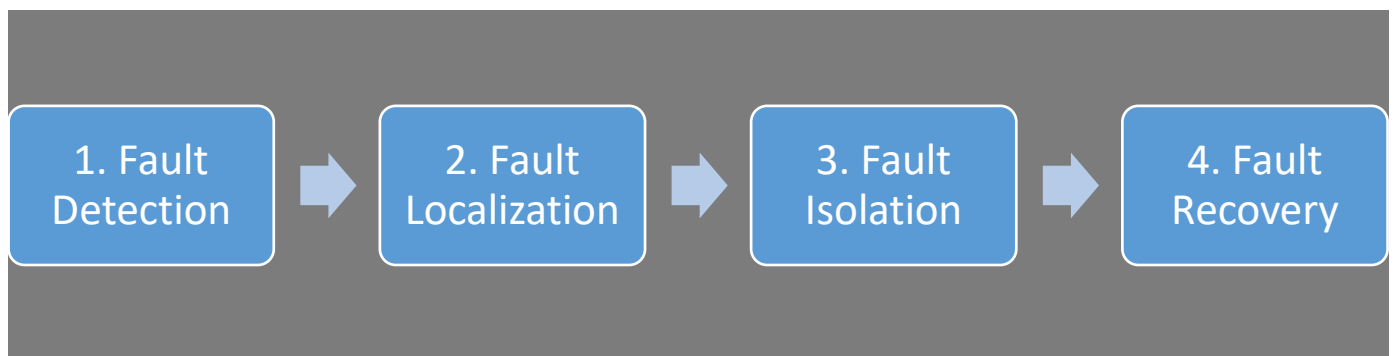 1. Fault
Detection
2. Fault
Localization
3. Fault
Isolation
4. Fault
Recovery